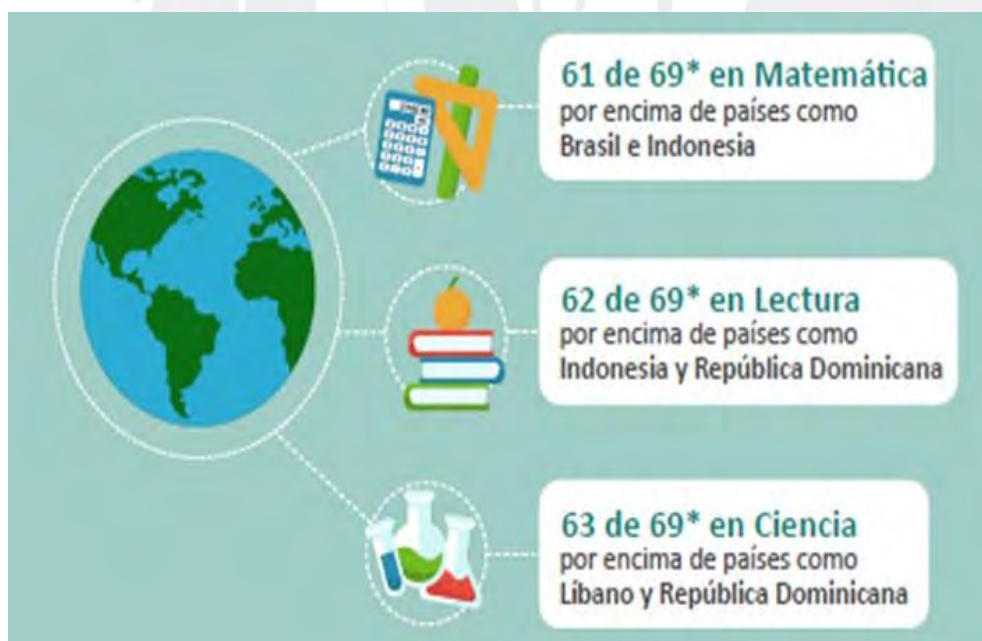 61 de 69* en Matemática
por encima de países como
Brasil e Indonesia
62 de 69* en Lectura
por encima de países como
Indonesia y República Dominicana
63 de 69* en Ciencia
por encima de países como
Líbano y República Dominicana